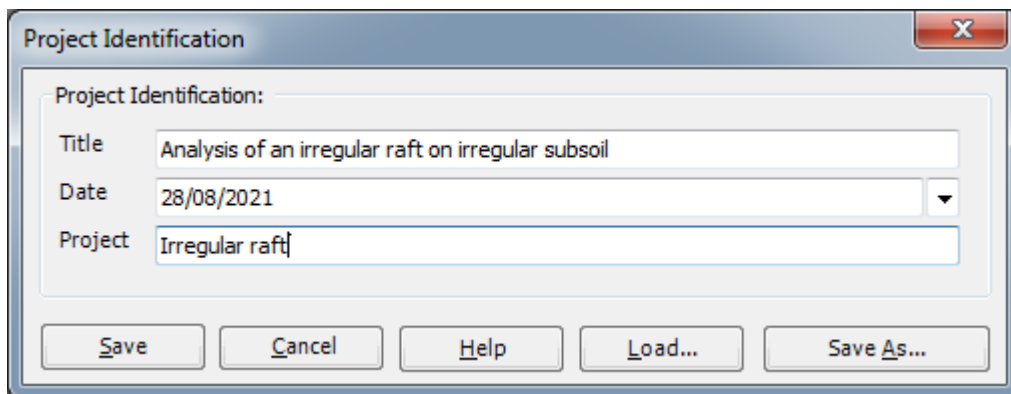 Project Identification
Project Identification:
Title Analysis of an irregular raft on irregular subsoil
Date 28/08/2021
Project Irregular raft
Save Cancel Help Load... Save As...